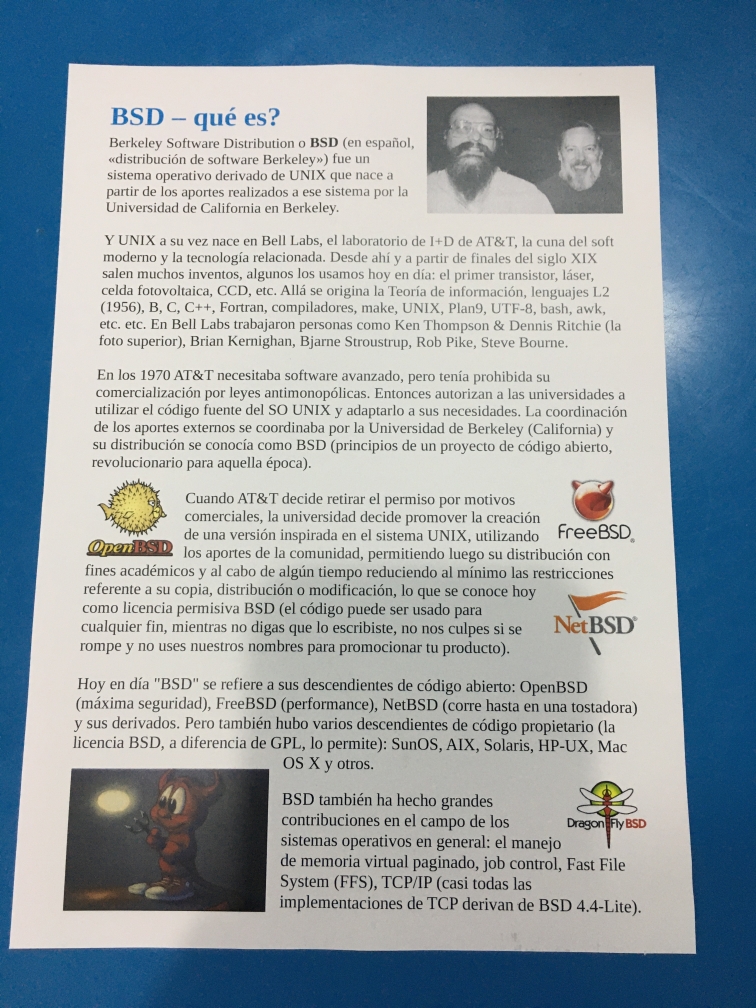 BSD – qué es?
Berkeley Software Distribution o BSD (en español,
«distribución de software Berkeley») fue un
sistema operativo derivado de UNIX que nace a
partir de los aportes realizados a ese sistema por la
Universidad de California en Berkeley.
Y UNIX a su vez nace en Bell Labs, el laboratorio de I+D de AT&T, la cuna del soft
moderno y la tecnología relacionada. Desde ahí y a partir de finales del siglo XIX
salen muchos inventos, algunos los usamos hoy en día: el primer transistor, láser,
celda fotovoltaica, CCD, etc. Allá se origina la Teoría de información, lenguajes L2
(1956), B, C, C++, Fortran, compiladores, make, UNIX, Plan9, UTF-8, bash, awk,
etc. etc. En Bell Labs trabajaron personas como Ken Thompson & Dennis Ritchie (la
foto superior), Brian Kernighan, Bjarne Stroustrup, Rob Pike, Steve Bourne.
En los 1970 AT&T necesitaba software avanzado, pero tenía prohibida su
comercialización por leyes antimonopólicas. Entonces autorizan a las universidades a
utilizar el código fuente del SO UNIX y adaptarlo a sus necesidades. La coordinación
de los aportes externos se coordinaba por la Universidad de Berkeley (California) y
su distribución se conocía como BSD (principios de un proyecto de código abierto,
revolucionario para aquella época).
Cuando AT&T decide retirar el permiso por motivos
comerciales, la universidad decide promover la creación
de una versión inspirada en el sistema UNIX, utilizando
los aportes de la comunidad, permitiendo luego su distribución con
fines académicos y al cabo de algún tiempo reduciendo al mínimo las restricciones
referente a su copia, distribución o modificación, lo que se conoce hoy
como licencia permisiva BSD (el código puede ser usado para
cualquier fin, mientras no digas que lo escribiste, no nos culpes si se
rompe y no uses nuestros nombres para promocionar tu producto).
OpenBSD
FreeBSD®
NetBSD®
Hoy en día "BSD" se refiere a sus descendientes de código abierto: OpenBSD
(máxima seguridad), FreeBSD (performance), NetBSD (corre hasta en una tostadora)
y sus derivados. Pero también hubo varios descendientes de código propietario (la
licencia BSD, a diferencia de GPL, lo permite): SunOS, AIX, Solaris, HP-UX, Mac
OS X y otros.
BSD también ha hecho grandes
contribuciones en el campo de los
sistemas operativos en general: el manejo
de memoria virtual paginado, job control, Fast File
System (FFS), TCP/IP (casi todas las
implementaciones de TCP derivan de BSD 4.4-Lite).
DragonFlyBSD